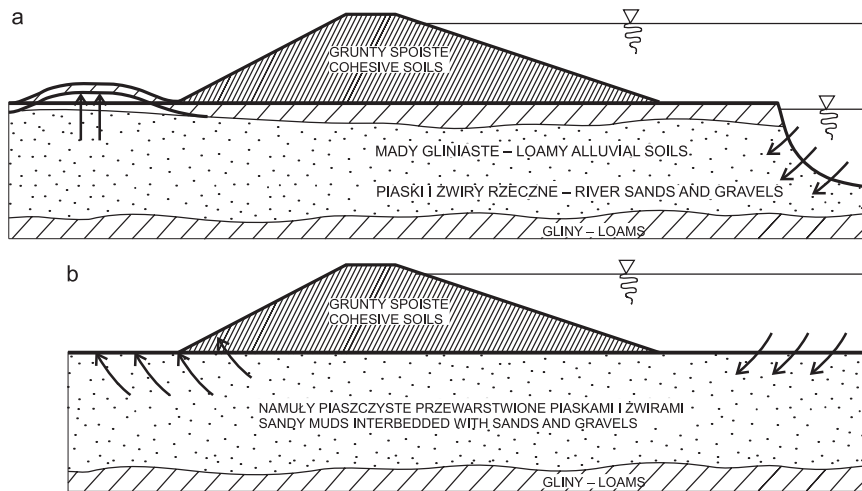 a
GRUNTY SPOISTE
COHESIVE SOILS
MADY GLINIASTE – LOAMY ALLUVIAL SOILS
PIASKI I ŻWIRY RZECZNE – RIVER SANDS AND GRAVELS
GLINY – LOAMS
b
GRUNTY SPOISTE
COHESIVE SOILS
NAMUŁY PIASZCZYSTE PRZEWARSTWIONE PIASKAMI I ŻWIRAMI
SANDY MUDS INTERBEDDED WITH SANDS AND GRAVELS
GLINY – LOAMS